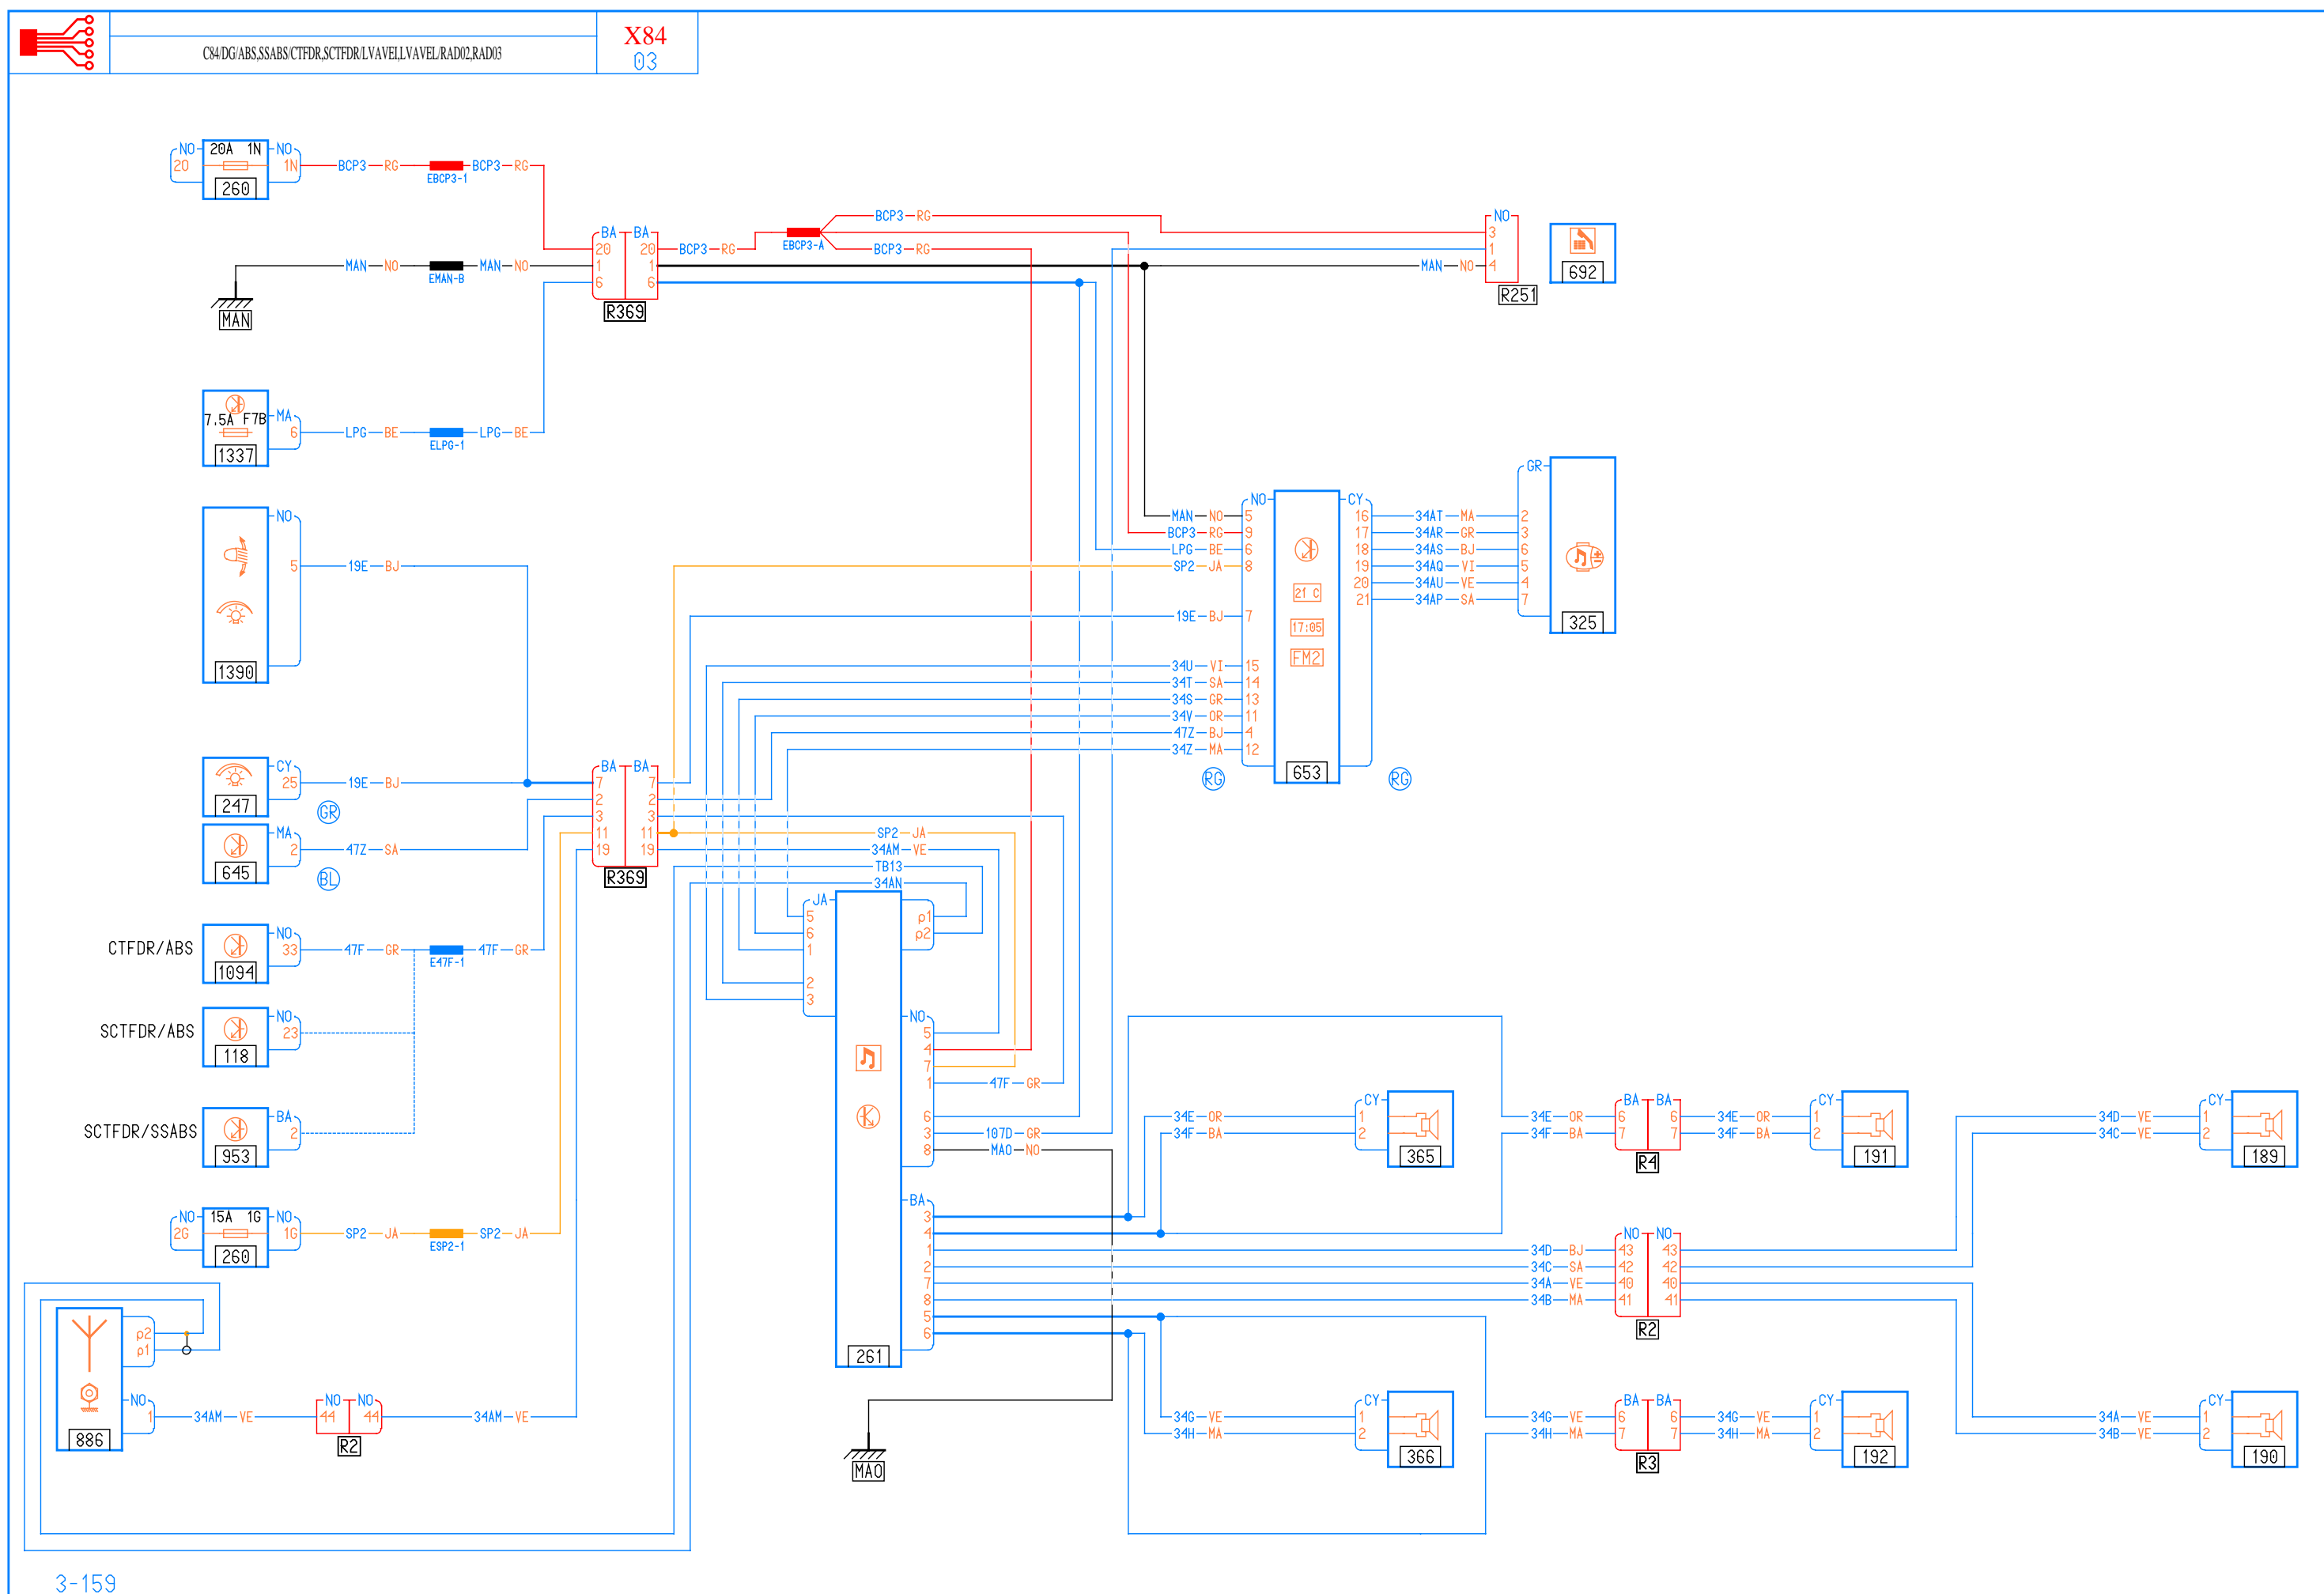 C84/DG/ABS,SSABS/CTFDR,SCTFDR/LVAVEI,LVAVEL/RAD02,RAD03
X84
03
NO 20A 1N NO
20 1N BCP3 RG BCP3 RG
EBCP3-1
260
BCP3 RG NO
BA BA 3
20 20 BCP3 RG EBCP3-A BCP3 RG 1
MAN NO MAN NO 1 1 MAN NO 4
EMAN-B 6 6 692
MAN R369 R251
7.5A F7B MA
6 LPG BE LPG BE
ELPG-1
1337
NO
5 19E BJ
1390
NO CY GR
MAN NO 5 16 34AT MA 2
BCP3 RG 9 17 34AR GR 3
LPG BE 6 18 34AS BJ 6
SP2 JA 8 19 34AQ VI 5
21 C 20 34AU VE 4
21 34AP SA 7
19E BJ 7
17:05 325
FM2
34U VI 15
34T SA 14
34S GR 13
34V OR 11
47Z BJ 4
34Z MA 12
RG 653 RG
CY BA BA
25 19E BJ 7 7
247 GR 2 2
3 3
MA 11 11 SP2 JA
2 47Z SA 19 19 34AM VE
645 BL R369 TB13
34AN
JA
5 p1
6 p2
1
2
3
CTFDR/ABS NO
33 47F GR 47F GR
1094 E47F-1
SCTFDR/ABS NO
23
118
SCTFDR/SSABS BA
2
953
NO
5
4
7
1 47F GR
6
3 107D GR
8 MAO NO
CY BA BA CY CY
1 34E OR 34E OR 6 6 34E OR 1 34D VE 1
2 34F BA 34F BA 7 7 34F BA 2 34C VE 2
365 R4 191 189
NO 15A 1G NO
2G 1G SP2 JA SP2 JA
260 ESP2-1
BA
3
4 NO NO
1 34D BJ 43 43
2 34C SA 42 42
7 34A VE 40 40
8 34B MA 41 41
5 R2
6
261
p2
p1
NO NO NO
1 34AM VE 44 44 34AM VE
886 R2
CY BA BA CY CY
34G VE 1 34G VE 6 6 34G VE 1 34A VE 1
34H MA 2 34H MA 7 7 34H MA 2 34B VE 2
366 R3 192 190
MAO
3-159